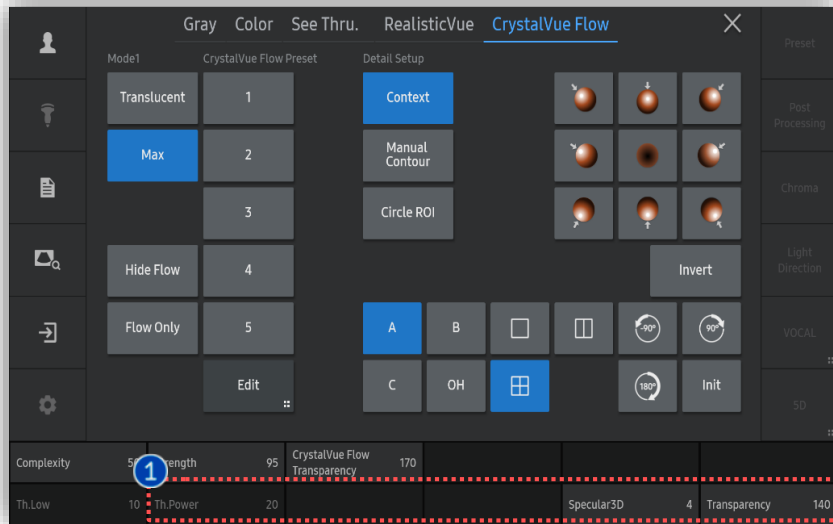 Gray Color See Thru. RealisticVue CrystalVue Flow
Mode1 CrystalVue Flow Preset Detail Setup
Preset
Translucent 1 Context
Post
Processing
Max 2 Manual
Contour
3 Circle ROI
Chroma
Hide Flow 4 Invert
Light
Direction
Flow Only 5 A B -90° 90°
VOCAL
Edit C OH 180° Init
5D
Complexity 50 Strength 95 CrystalVue Flow
Transparency 170
1
Th.Low 10 Th.Power 20 Specular3D 4 Transparency 140